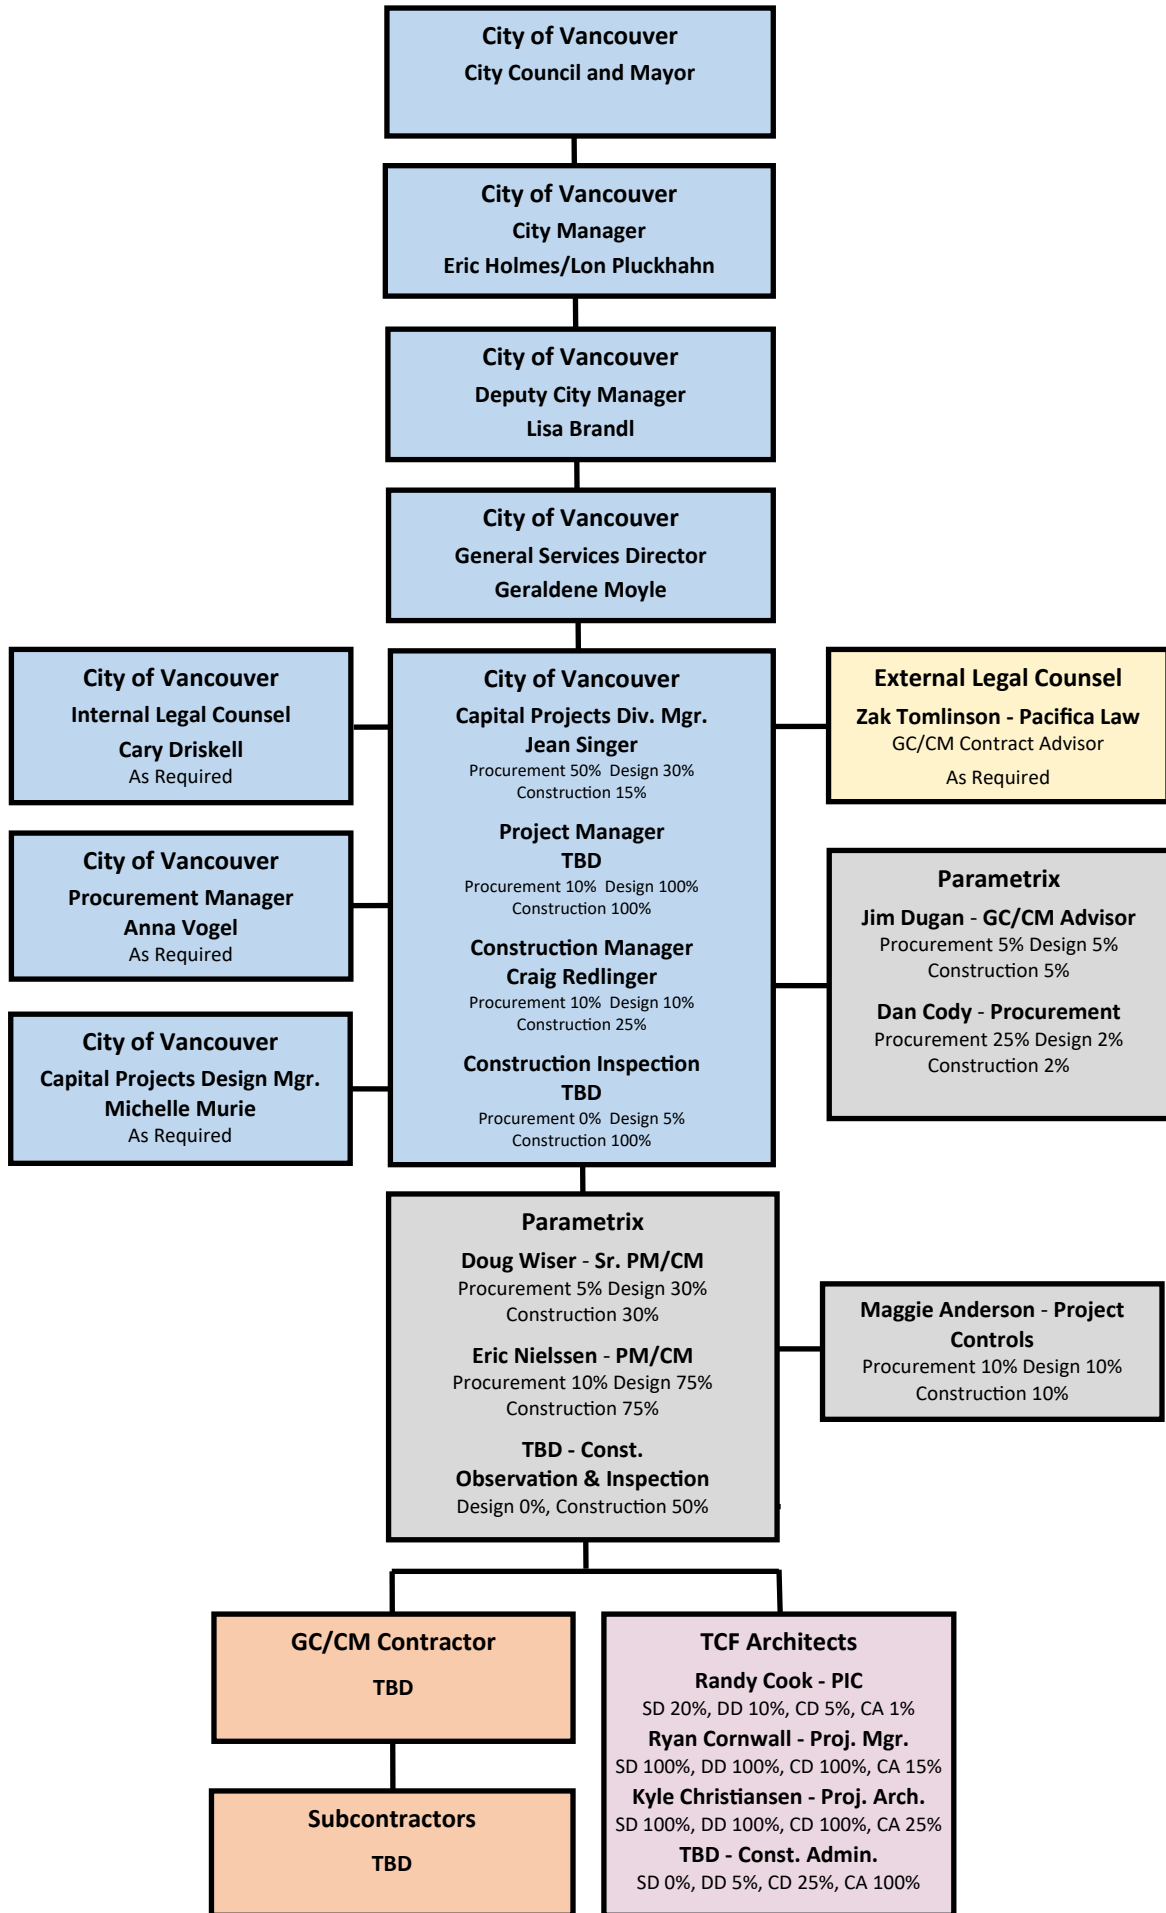 City of Vancouver
City Council and Mayor
City of Vancouver
City Manager
Eric Holmes/Lon Pluckhahn
City of Vancouver
Deputy City Manager
Lisa Brandl
City of Vancouver
General Services Director
Geraldene Moyle
City of Vancouver
Internal Legal Counsel
Cary Driskell
As Required
City of Vancouver
Procurement Manager
Anna Vogel
As Required
City of Vancouver
Capital Projects Design Mgr.
Michelle Murie
As Required
City of Vancouver
Capital Projects Div. Mgr.
Jean Singer
Procurement 50% Design 30%
Construction 15%
Project Manager
TBD
Procurement 10% Design 100%
Construction 100%
Construction Manager
Craig Redlinger
Procurement 10% Design 10%
Construction 25%
Construction Inspection
TBD
Procurement 0% Design 5%
Construction 100%
External Legal Counsel
Zak Tomlinson - Pacifica Law
GC/CM Contract Advisor
As Required
Parametrix
Jim Dugan - GC/CM Advisor
Procurement 5% Design 5%
Construction 5%
Dan Cody - Procurement
Procurement 25% Design 2%
Construction 2%
Parametrix
Doug Wiser - Sr. PM/CM
Procurement 5% Design 30%
Construction 30%
Eric Nielssen - PM/CM
Procurement 10% Design 75%
Construction 75%
TBD - Const.
Observation & Inspection
Design 0%, Construction 50%
Maggie Anderson - Project
Controls
Procurement 10% Design 10%
Construction 10%
GC/CM Contractor
TBD
Subcontractors
TBD
TCF Architects
Randy Cook - PIC
SD 20%, DD 10%, CD 5%, CA 1%
Ryan Cornwall - Proj. Mgr.
SD 100%, DD 100%, CD 100%, CA 15%
Kyle Christiansen - Proj. Arch.
SD 100%, DD 100%, CD 100%, CA 25%
TBD - Const. Admin.
SD 0%, DD 5%, CD 25%, CA 100%